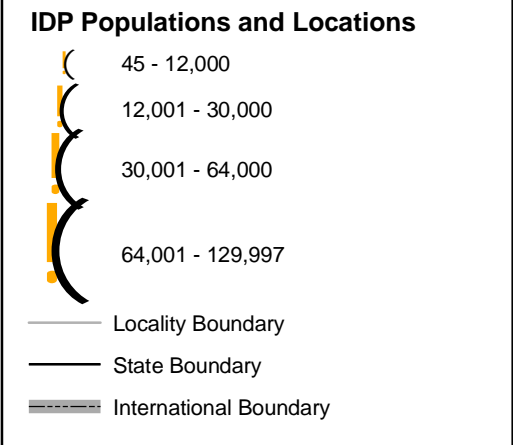 IDP Populations and Locations
45 - 12,000
12,001 - 30,000
30,001 - 64,000
64,001 - 129,997
Locality Boundary
State Boundary
International Boundary